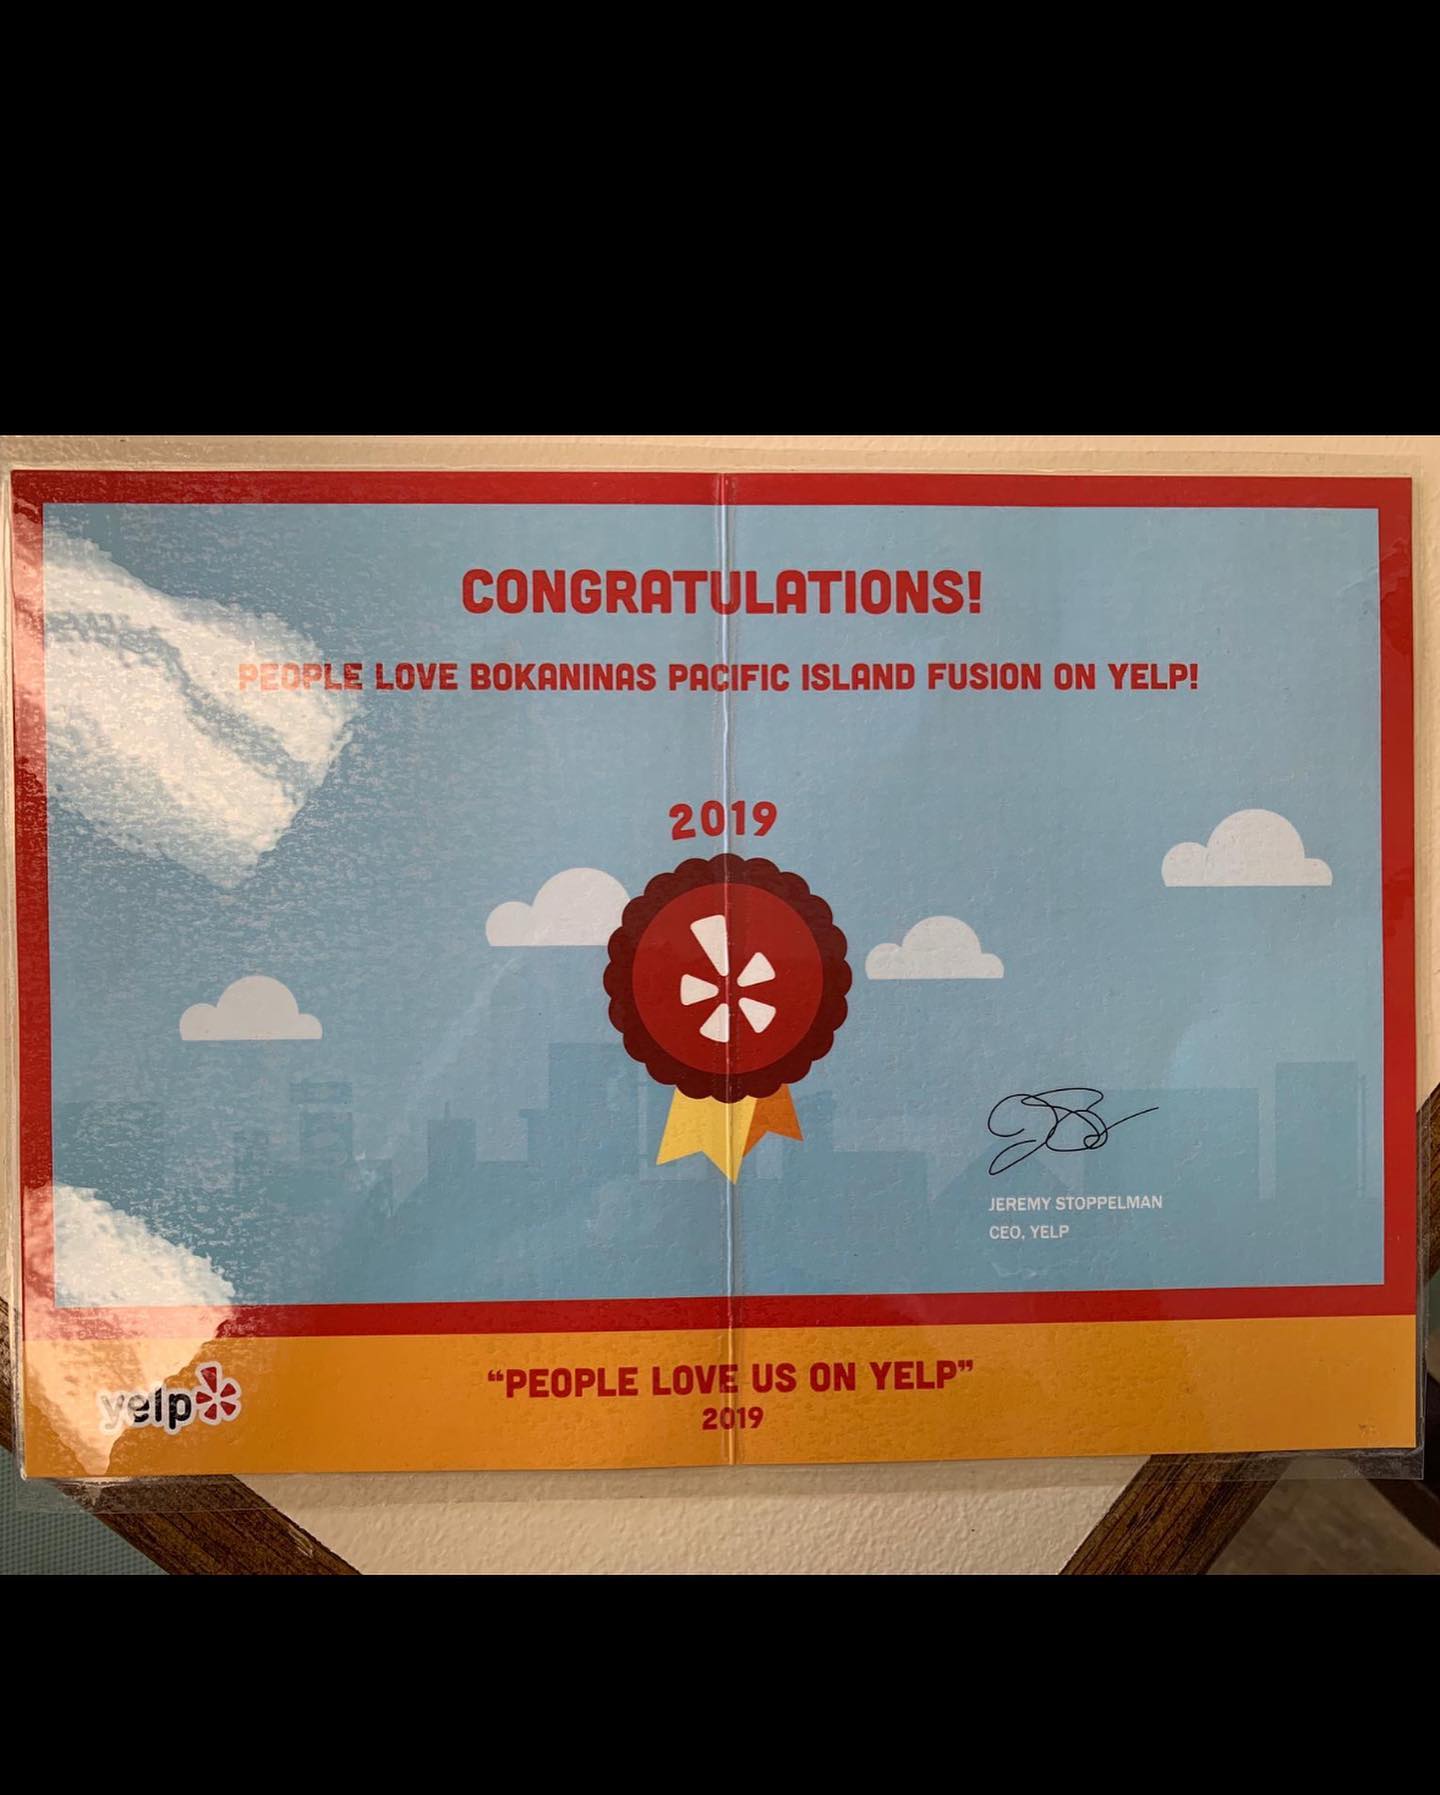 CONGRATULATIONS!
PEOPLE LOVE BOKANINAS PACIFIC ISLAND FUSION ON YELP!
2019
JEREMY STOPPELMAN
CEO, YELP
yelp
“PEOPLE LOVE US ON YELP”
2019